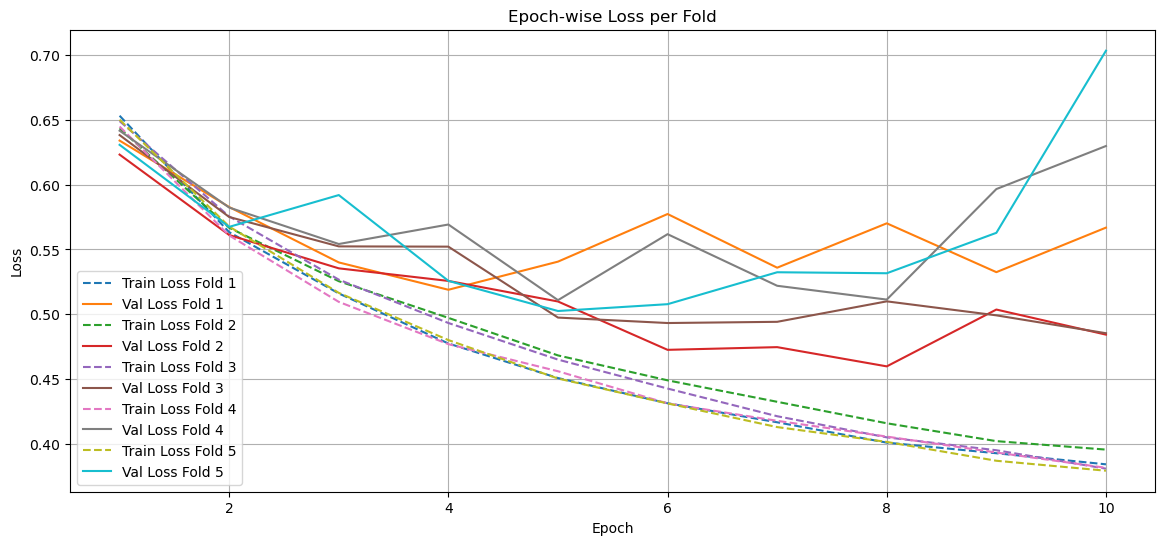 Epoch-wise Loss per Fold
Loss
0.70
0.65
0.60
0.55
0.50
0.45
0.40
Train Loss Fold 1
Val Loss Fold 1
Train Loss Fold 2
Val Loss Fold 2
Train Loss Fold 3
Val Loss Fold 3
Train Loss Fold 4
Val Loss Fold 4
Train Loss Fold 5
Val Loss Fold 5
2 4 6 8 10
Epoch